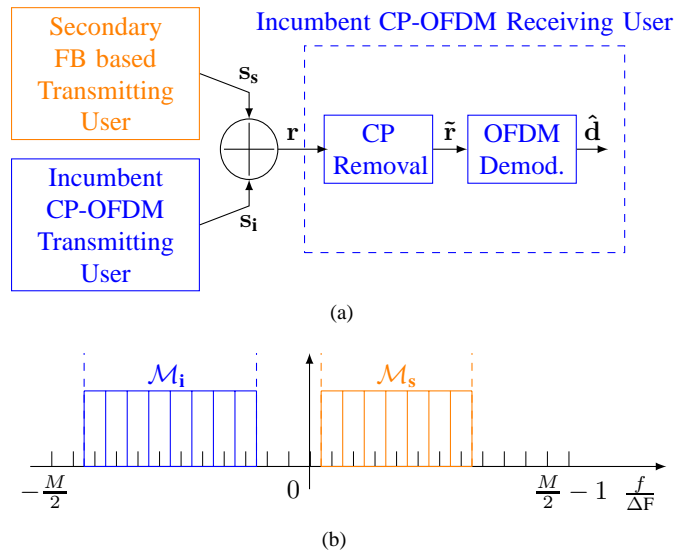 Incumbent CP-OFDM Receiving User
Secondary
FB based
Transmitting
User
s_s
r
CP
Removal
r̃
OFDM
Demod.
d̂
Incumbent
CP-OFDM
Transmitting
User
s_i
(a)
ℳ_i
ℳ_s
−M/2
0
M/2 − 1
f/ΔF
(b)